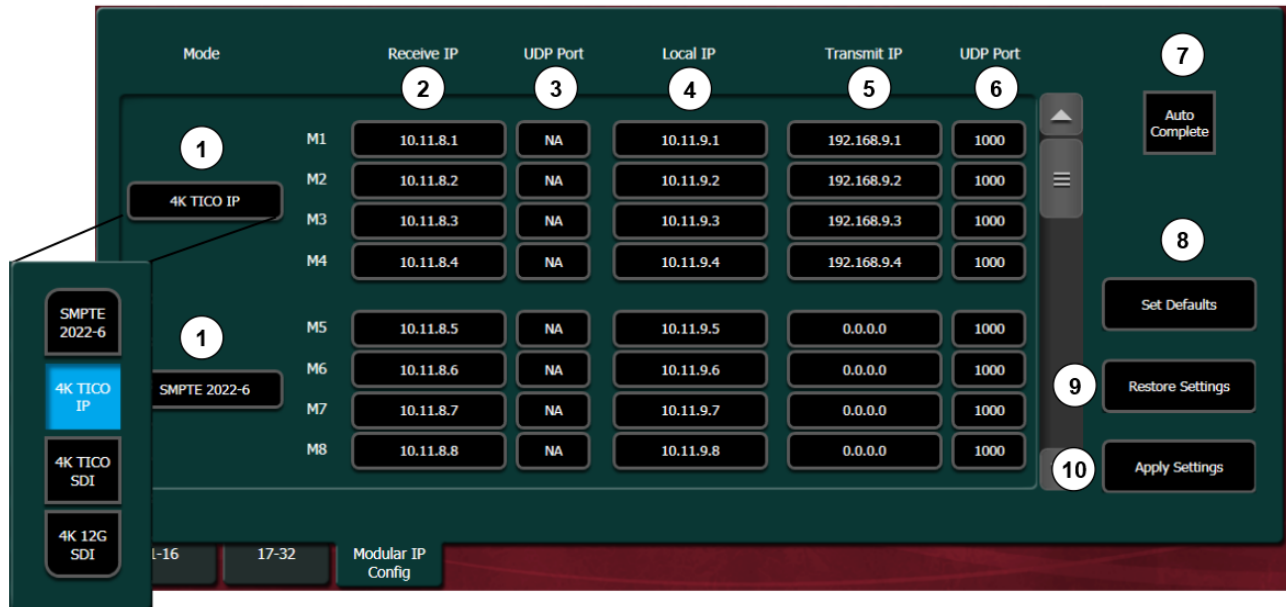 Mode Receive IP UDP Port Local IP Transmit IP UDP Port 7
2 3 4 5 6
Auto
Complete
1
M1 10.11.8.1 NA 10.11.9.1 192.168.9.1 1000
M2 10.11.8.2 NA 10.11.9.2 192.168.9.2 1000
4K TICO IP
M3 10.11.8.3 NA 10.11.9.3 192.168.9.3 1000
8
M4 10.11.8.4 NA 10.11.9.4 192.168.9.4 1000
Set Defaults
SMPTE
2022-6
1
M5 10.11.8.5 NA 10.11.9.5 0.0.0.0 1000
M6 10.11.8.6 NA 10.11.9.6 0.0.0.0 1000
SMPTE 2022-6
9 Restore Settings
4K TICO
IP
M7 10.11.8.7 NA 10.11.9.7 0.0.0.0 1000
M8 10.11.8.8 NA 10.11.9.8 0.0.0.0 1000
10 Apply Settings
4K TICO
SDI
4K 12G
SDI
1-16 17-32 Modular IP
Config